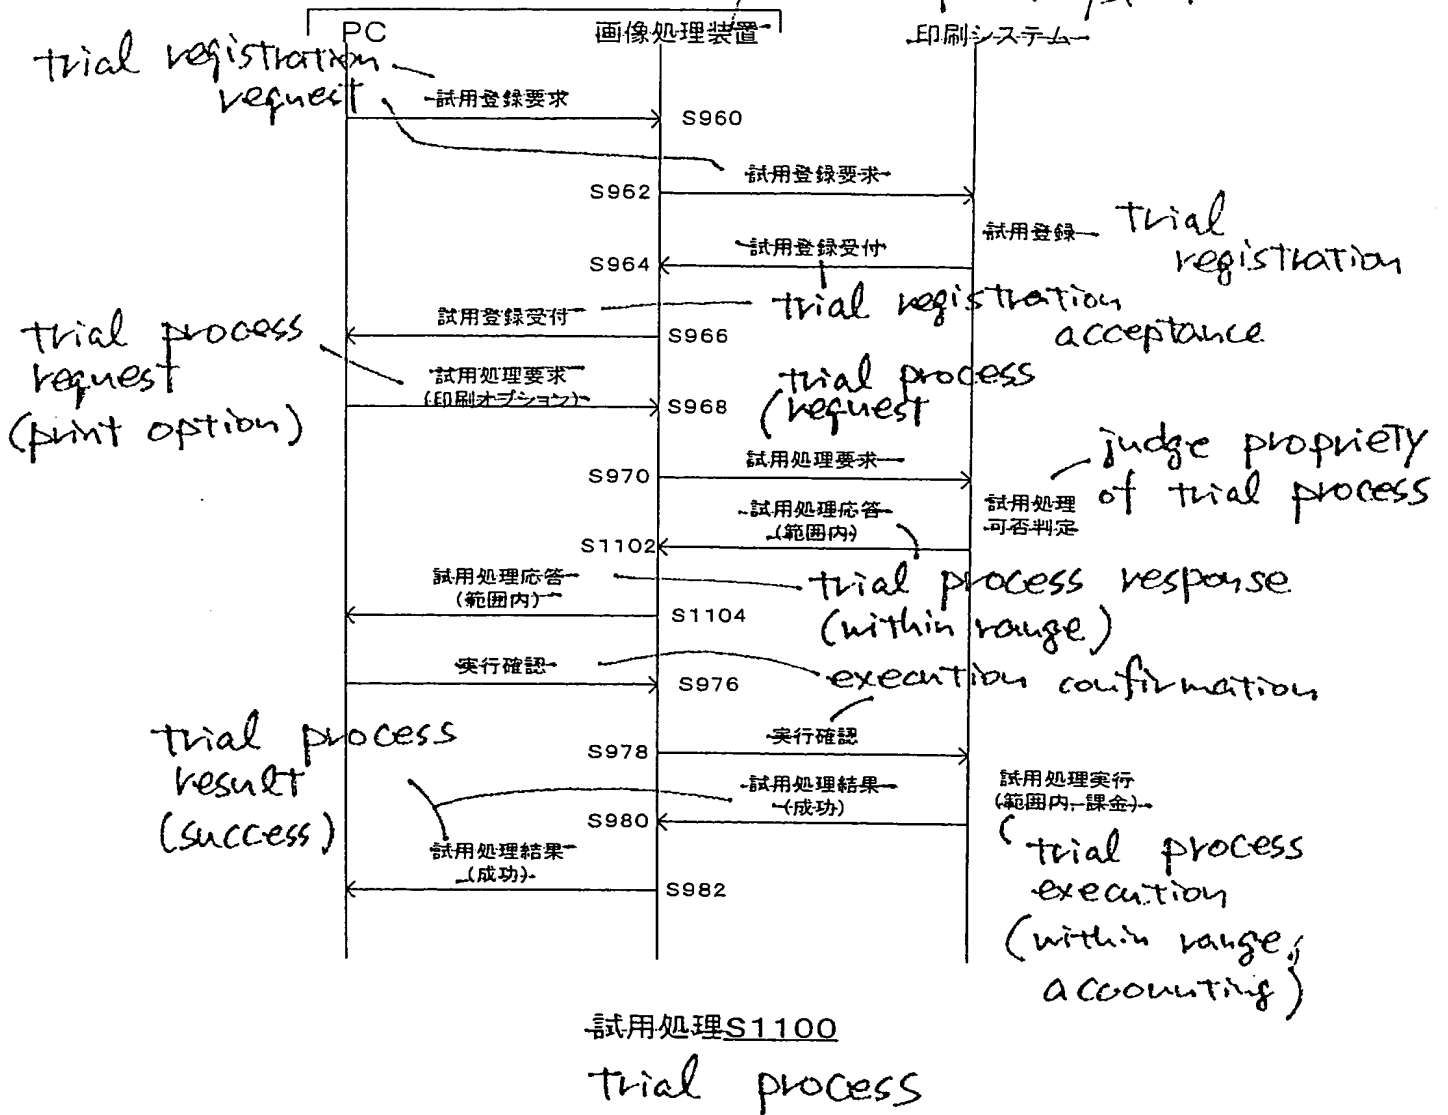 PC
画像処理装置
印刷システム
trial registration
request
試用登録要求
S960
試用登録要求
S962
試用登録
trial
registration
試用登録受付
S964
試用登録受付
S966
trial registration
acceptance
trial process
request
(print option)
試用処理要求
(印刷オプション)
S968
trial process
request
試用処理要求
S970
judge propriety
of trial process
試用処理
可否判定
試用処理応答
(範囲内)
S1102
試用処理応答
(範囲内)
S1104
trial process response
(within range)
実行確認
S976
execution confirmation
実行確認
S978
trial process
result
(success)
試用処理結果
(成功)
S980
試用処理実行
(範囲内、課金)
試用処理結果
(成功)
S982
trial process
execution
(within range,
accounting)
試用処理S1100
trial process